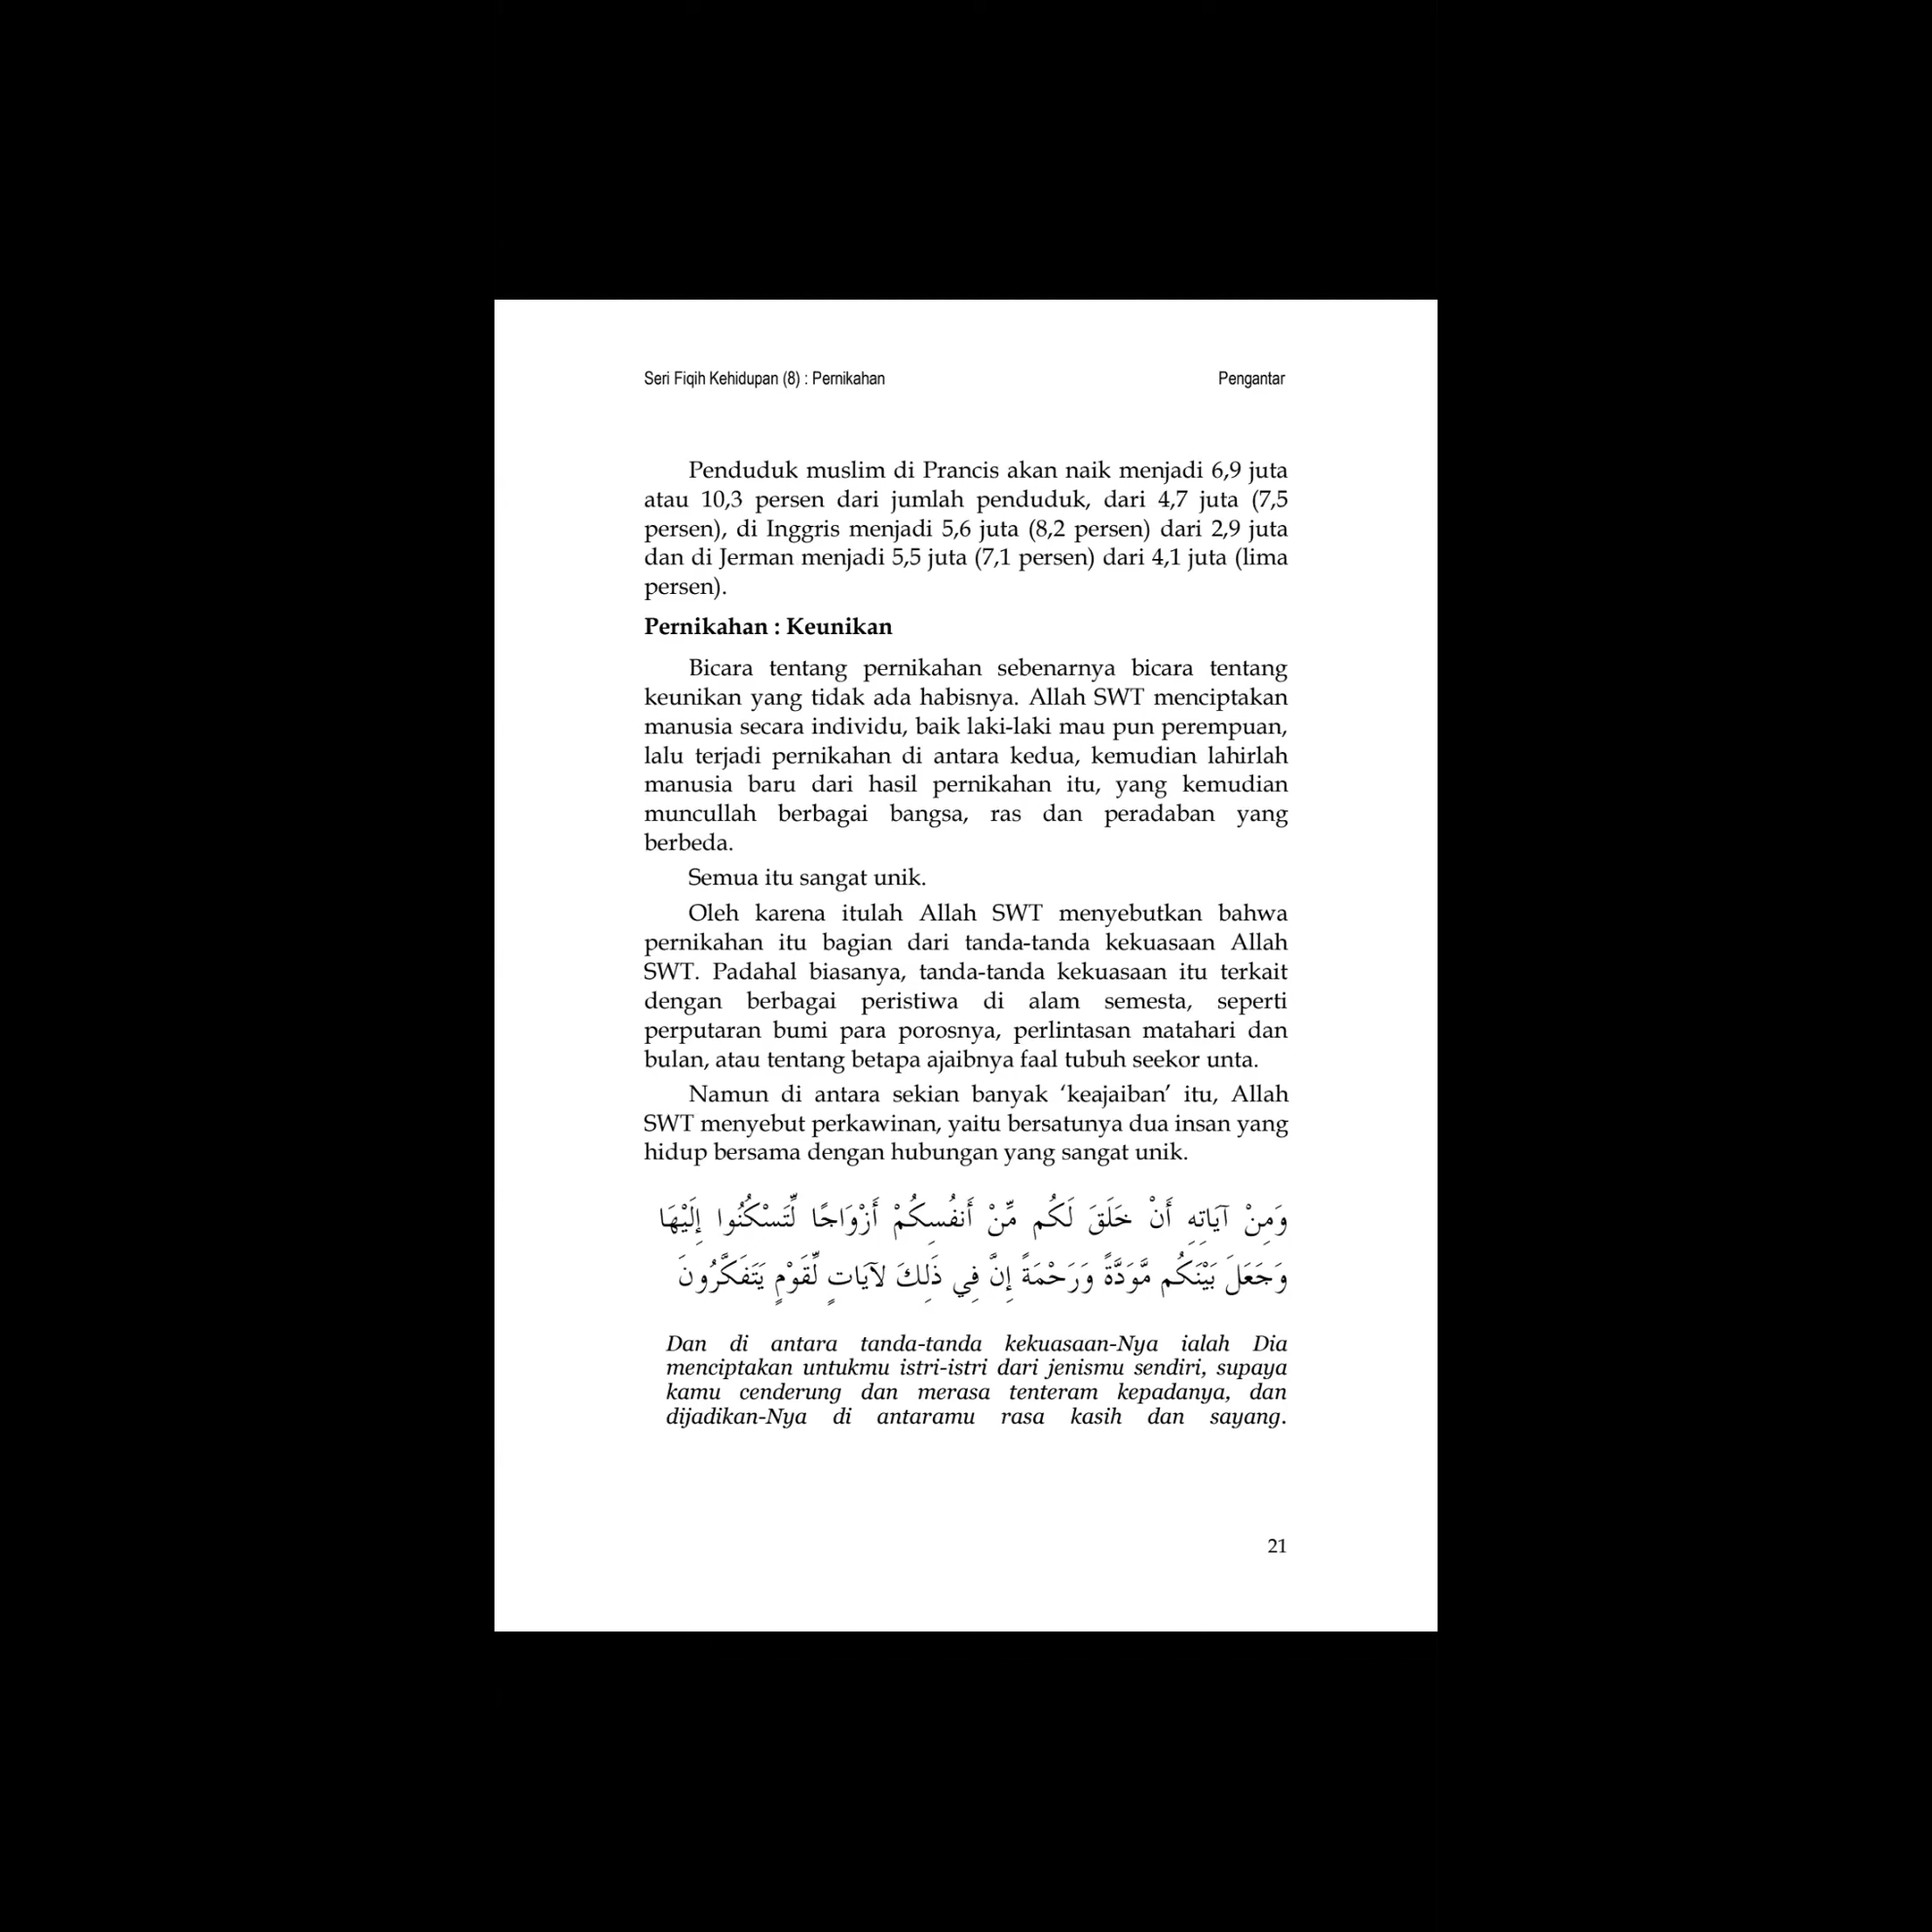 Seri Fiqih Kehidupan (8) : Pernikahan Pengantar
Penduduk muslim di Prancis akan naik menjadi 6,9 juta
atau 10,3 persen dari jumlah penduduk, dari 4,7 juta (7,5
persen), di Inggris menjadi 5,6 juta (8,2 persen) dari 2,9 juta
dan di Jerman menjadi 5,5 juta (7,1 persen) dari 4,1 juta (lima
persen).
Pernikahan : Keunikan
Bicara tentang pernikahan sebenarnya bicara tentang
keunikan yang tidak ada habisnya. Allah SWT menciptakan
manusia secara individu, baik laki-laki mau pun perempuan,
lalu terjadi pernikahan di antara kedua, kemudian lahirlah
manusia baru dari hasil pernikahan itu, yang kemudian
muncullah berbagai bangsa, ras dan peradaban yang
berbeda.
Semua itu sangat unik.
Oleh karena itulah Allah SWT menyebutkan bahwa
pernikahan itu bagian dari tanda-tanda kekuasaan Allah
SWT. Padahal biasanya, tanda-tanda kekuasaan itu terkait
dengan berbagai peristiwa di alam semesta, seperti
perputaran bumi para porosnya, perlintasan matahari dan
bulan, atau tentang betapa ajaibnya faal tubuh seekor unta.
Namun di antara sekian banyak ‘keajaiban’ itu, Allah
SWT menyebut perkawinan, yaitu bersatunya dua insan yang
hidup bersama dengan hubungan yang sangat unik.
وَمِنْ آيَاتِهِ أَنْ خَلَقَ لَكُم مِّنْ أَنفُسِكُمْ أَزْوَاجًا لِّتَسْكُنُوا إِلَيْهَا
وَجَعَلَ بَيْنَكُم مَّوَدَّةً وَرَحْمَةً إِنَّ فِي ذَلِكَ لآيَاتٍ لِّقَوْمٍ يَتَفَكَّرُونَ
Dan di antara tanda-tanda kekuasaan-Nya ialah Dia
menciptakan untukmu istri-istri dari jenismu sendiri, supaya
kamu cenderung dan merasa tenteram kepadanya, dan
dijadikan-Nya di antaramu rasa kasih dan sayang.
21